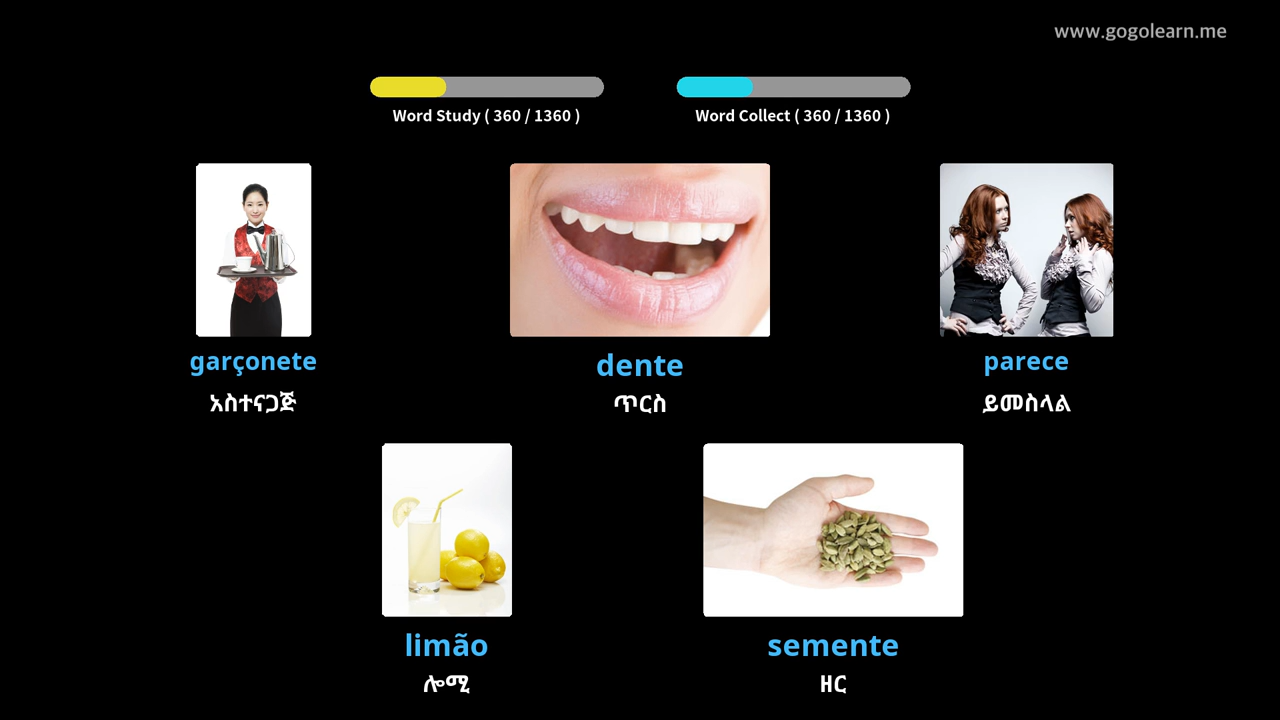 www.gogolearn.me
Word Study ( 360 / 1360 )
Word Collect ( 360 / 1360 )
garçonete
አስተናጋጅ
dente
ጥርስ
parece
ይመስላል
limão
ሎሚ
semente
ዘር